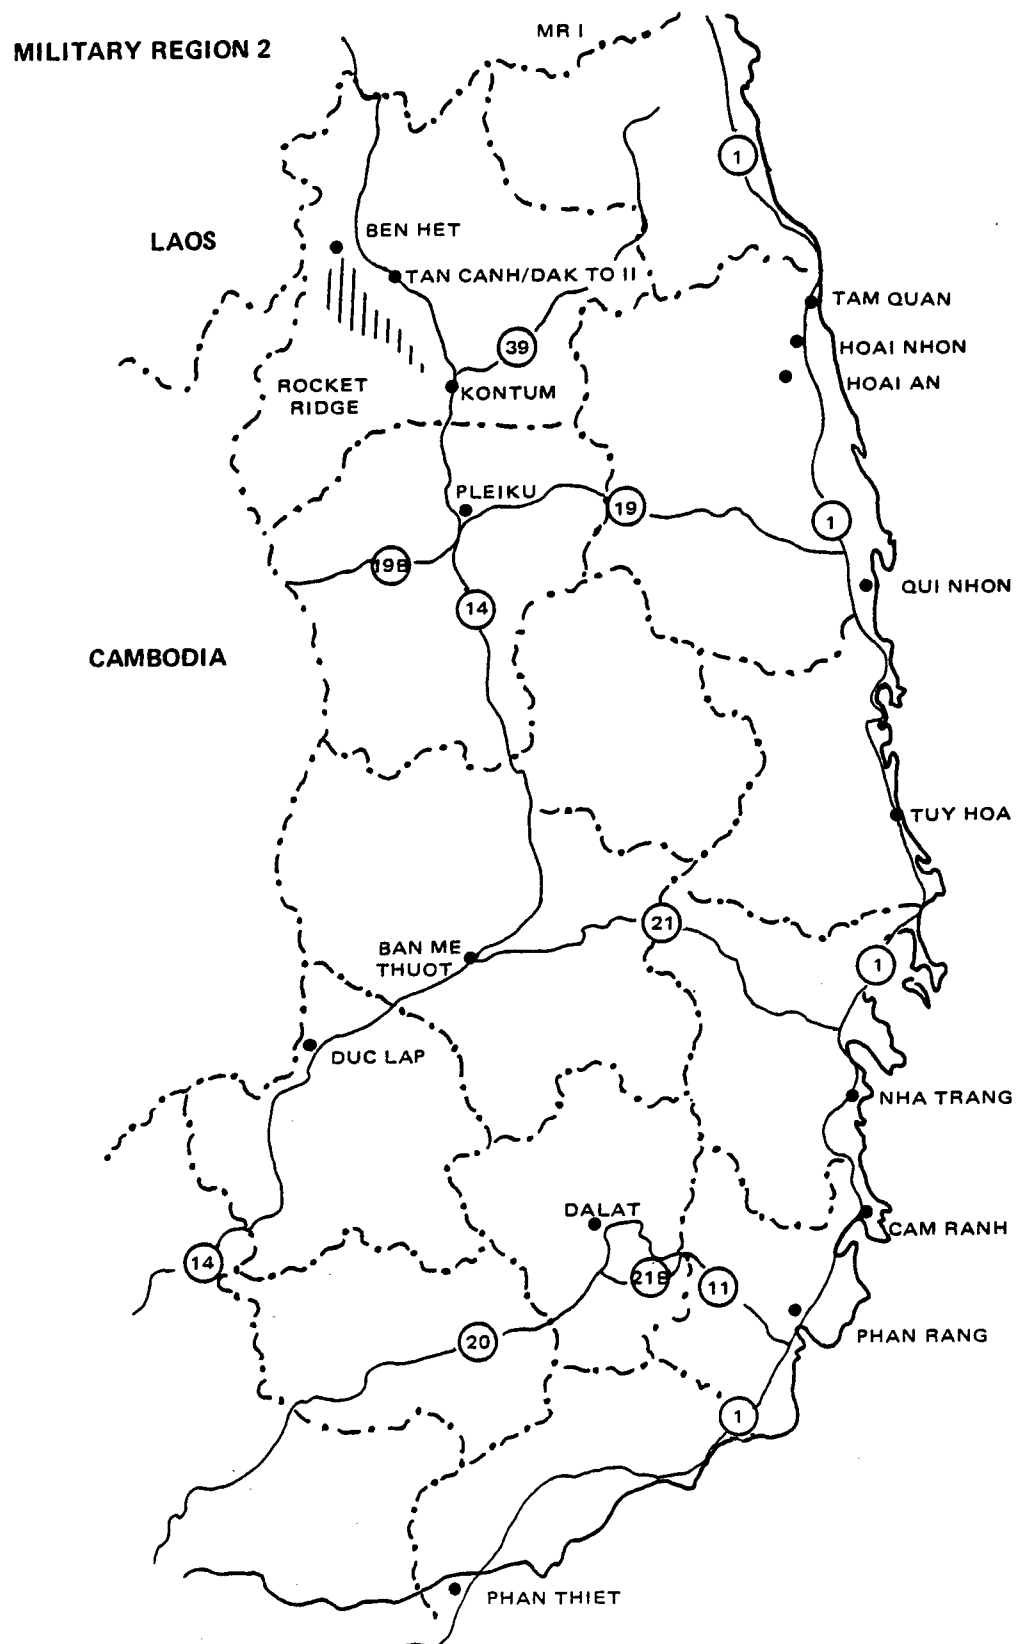 MR I
MILITARY REGION 2
1
BEN HET
LAOS
TAN CANH/DAK TO II
TAM QUAN
39
HOAI NHON
ROCKET
RIDGE
KONTUM
HOAI AN
PLEIKU
19
1
19B
QUI NHON
14
CAMBODIA
TUY HOA
21
BAN ME
THUOT
1
DUC LAP
NHA TRANG
DALAT
CAM RANH
14
21B
11
PHAN RANG
20
1
PHAN THIET